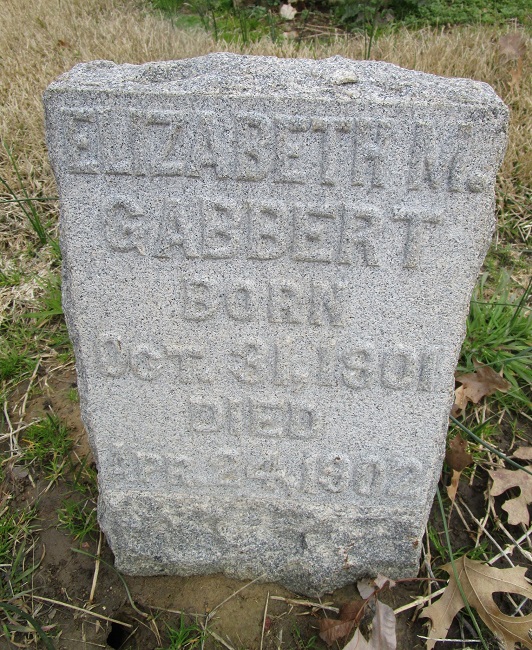 ELIZABETH M.
GABBERT
BORN
OCT. 31, 1901
DIED
APR. 24, 1902